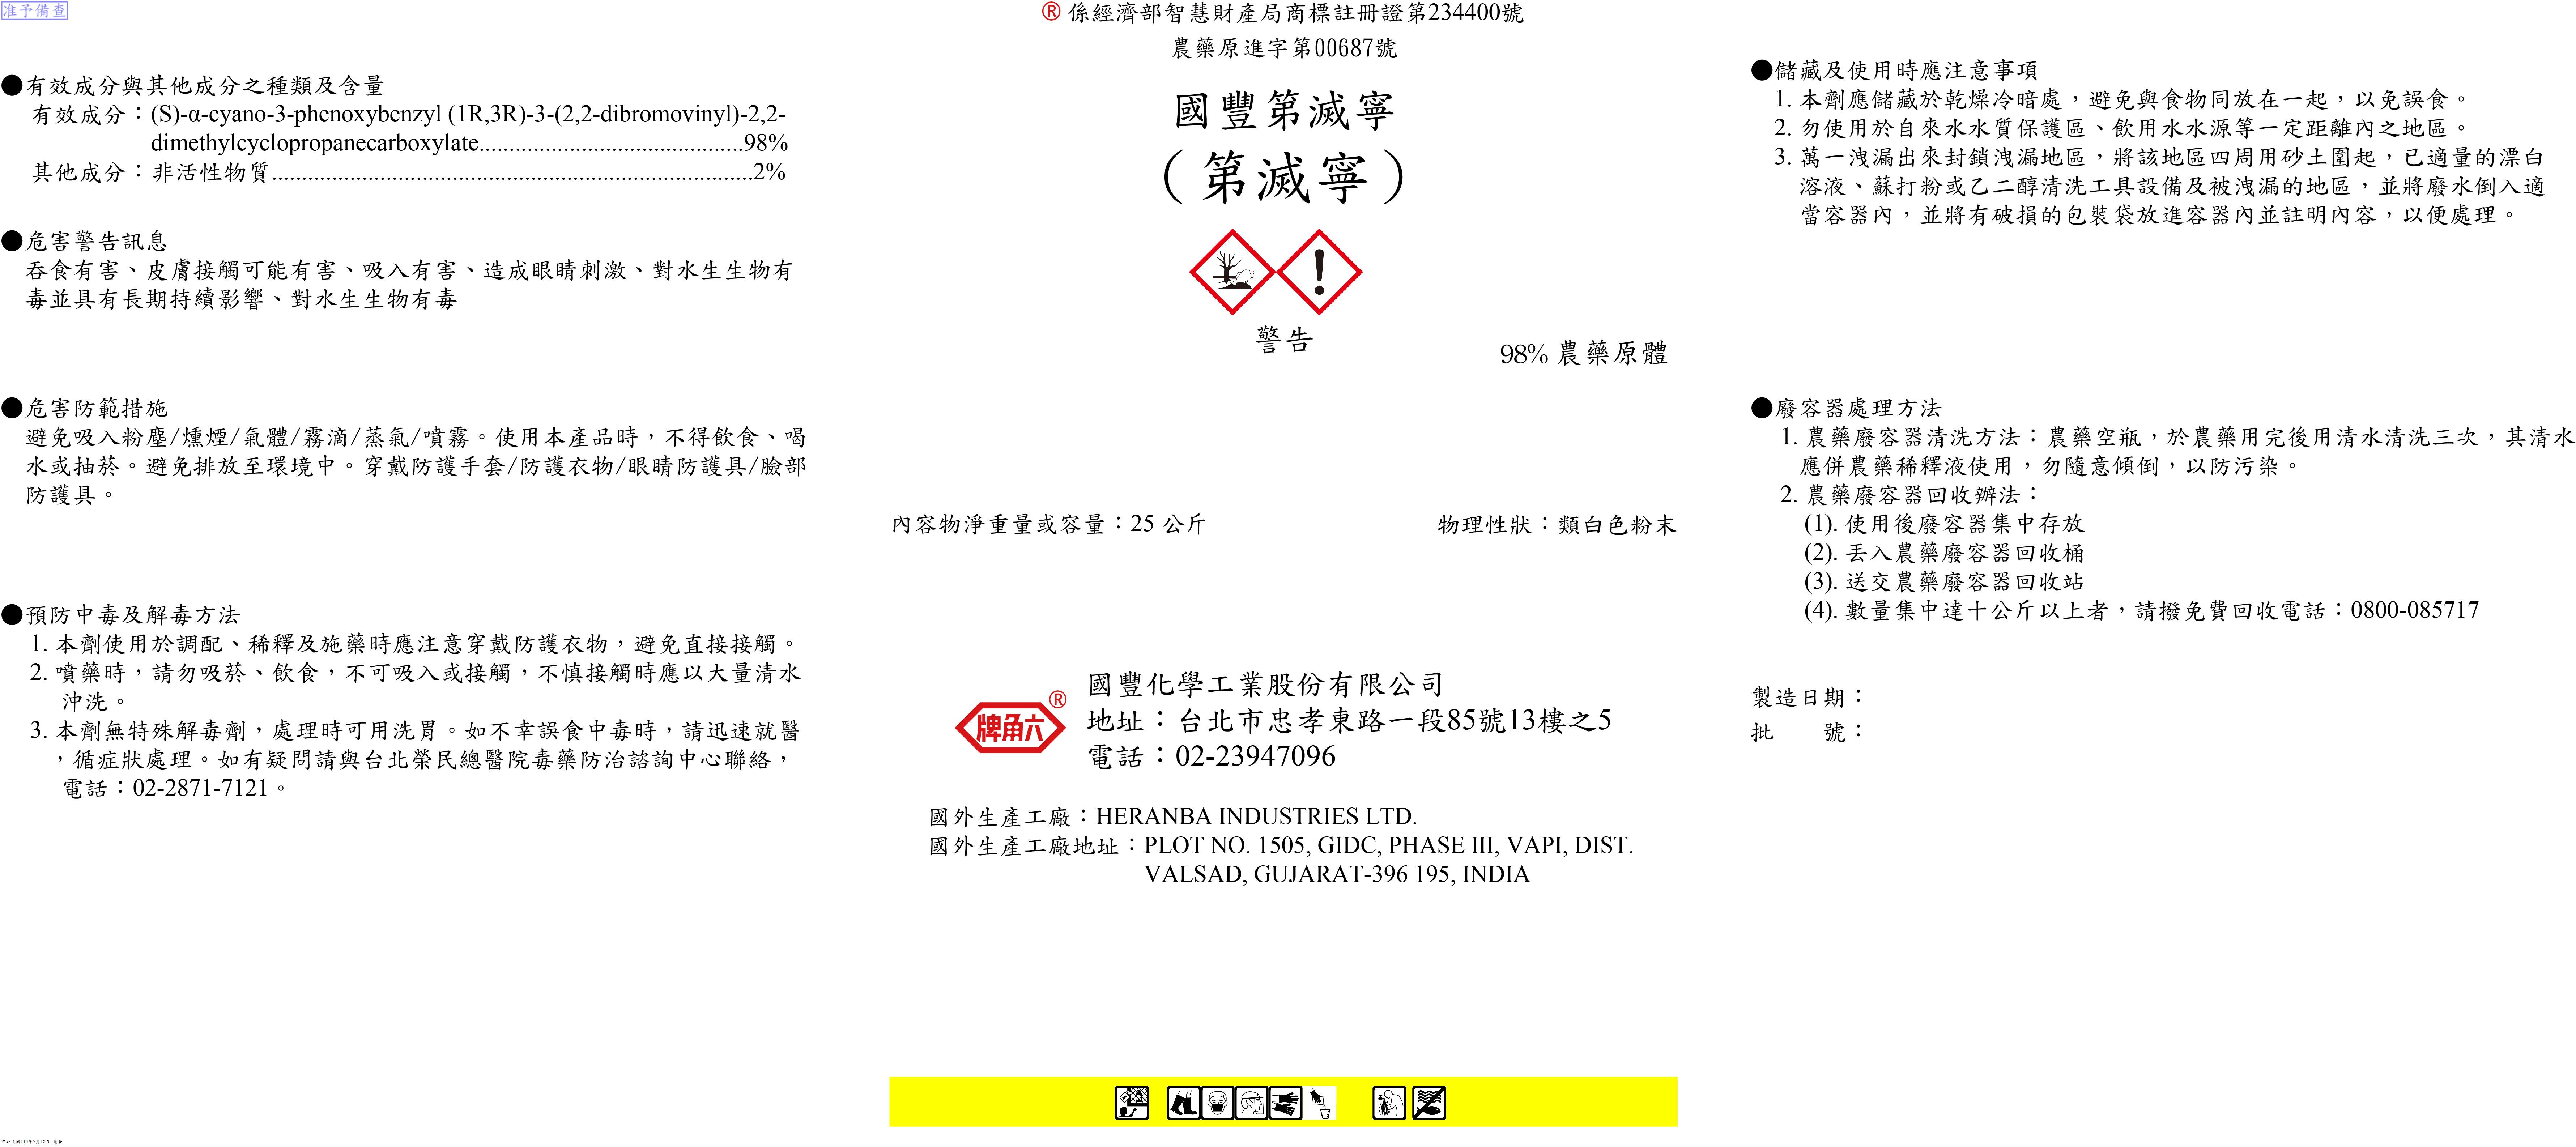 准予備查
® 係經濟部智慧財產局商標註冊證第234400號
農藥原進字第00687號
國豐第滅寧
（第滅寧）
警告
98% 農藥原體
內容物淨重量或容量：25 公斤
物理性狀：類白色粉末
®
牌角六
國豐化學工業股份有限公司
地址：台北市忠孝東路一段85號13樓之5
電話：02-23947096
國外生產工廠：HERANBA INDUSTRIES LTD.
國外生產工廠地址：PLOT NO. 1505, GIDC, PHASE III, VAPI, DIST.
VALSAD, GUJARAT-396 195, INDIA
●有效成分與其他成分之種類及含量
有效成分：(S)-α-cyano-3-phenoxybenzyl (1R,3R)-3-(2,2-dibromovinyl)-2,2-
dimethylcyclopropanecarboxylate............................................98%
其他成分：非活性物質................................................................................2%
●危害警告訊息
吞食有害、皮膚接觸可能有害、吸入有害、造成眼睛刺激、對水生生物有
毒並具有長期持續影響、對水生生物有毒
●危害防範措施
避免吸入粉塵/燻煙/氣體/霧滴/蒸氣/噴霧。使用本產品時，不得飲食、喝
水或抽菸。避免排放至環境中。穿戴防護手套/防護衣物/眼睛防護具/臉部
防護具。
●預防中毒及解毒方法
1. 本劑使用於調配、稀釋及施藥時應注意穿戴防護衣物，避免直接接觸。
2. 噴藥時，請勿吸菸、飲食，不可吸入或接觸，不慎接觸時應以大量清水
沖洗。
3. 本劑無特殊解毒劑，處理時可用洗胃。如不幸誤食中毒時，請迅速就醫
，循症狀處理。如有疑問請與台北榮民總醫院毒藥防治諮詢中心聯絡，
電話：02-2871-7121。
●儲藏及使用時應注意事項
1. 本劑應儲藏於乾燥冷暗處，避免與食物同放在一起，以免誤食。
2. 勿使用於自來水水質保護區、飲用水水源等一定距離內之地區。
3. 萬一洩漏出來封鎖洩漏地區，將該地區四周用砂土圍起，已適量的漂白
溶液、蘇打粉或乙二醇清洗工具設備及被洩漏的地區，並將廢水倒入適
當容器內，並將有破損的包裝袋放進容器內並註明內容，以便處理。
●廢容器處理方法
1. 農藥廢容器清洗方法：農藥空瓶，於農藥用完後用清水清洗三次，其清水
應併農藥稀釋液使用，勿隨意傾倒，以防污染。
2. 農藥廢容器回收辦法：
(1). 使用後廢容器集中存放
(2). 丟入農藥廢容器回收桶
(3). 送交農藥廢容器回收站
(4). 數量集中達十公斤以上者，請撥免費回收電話：0800-085717
製造日期：
批　　號：